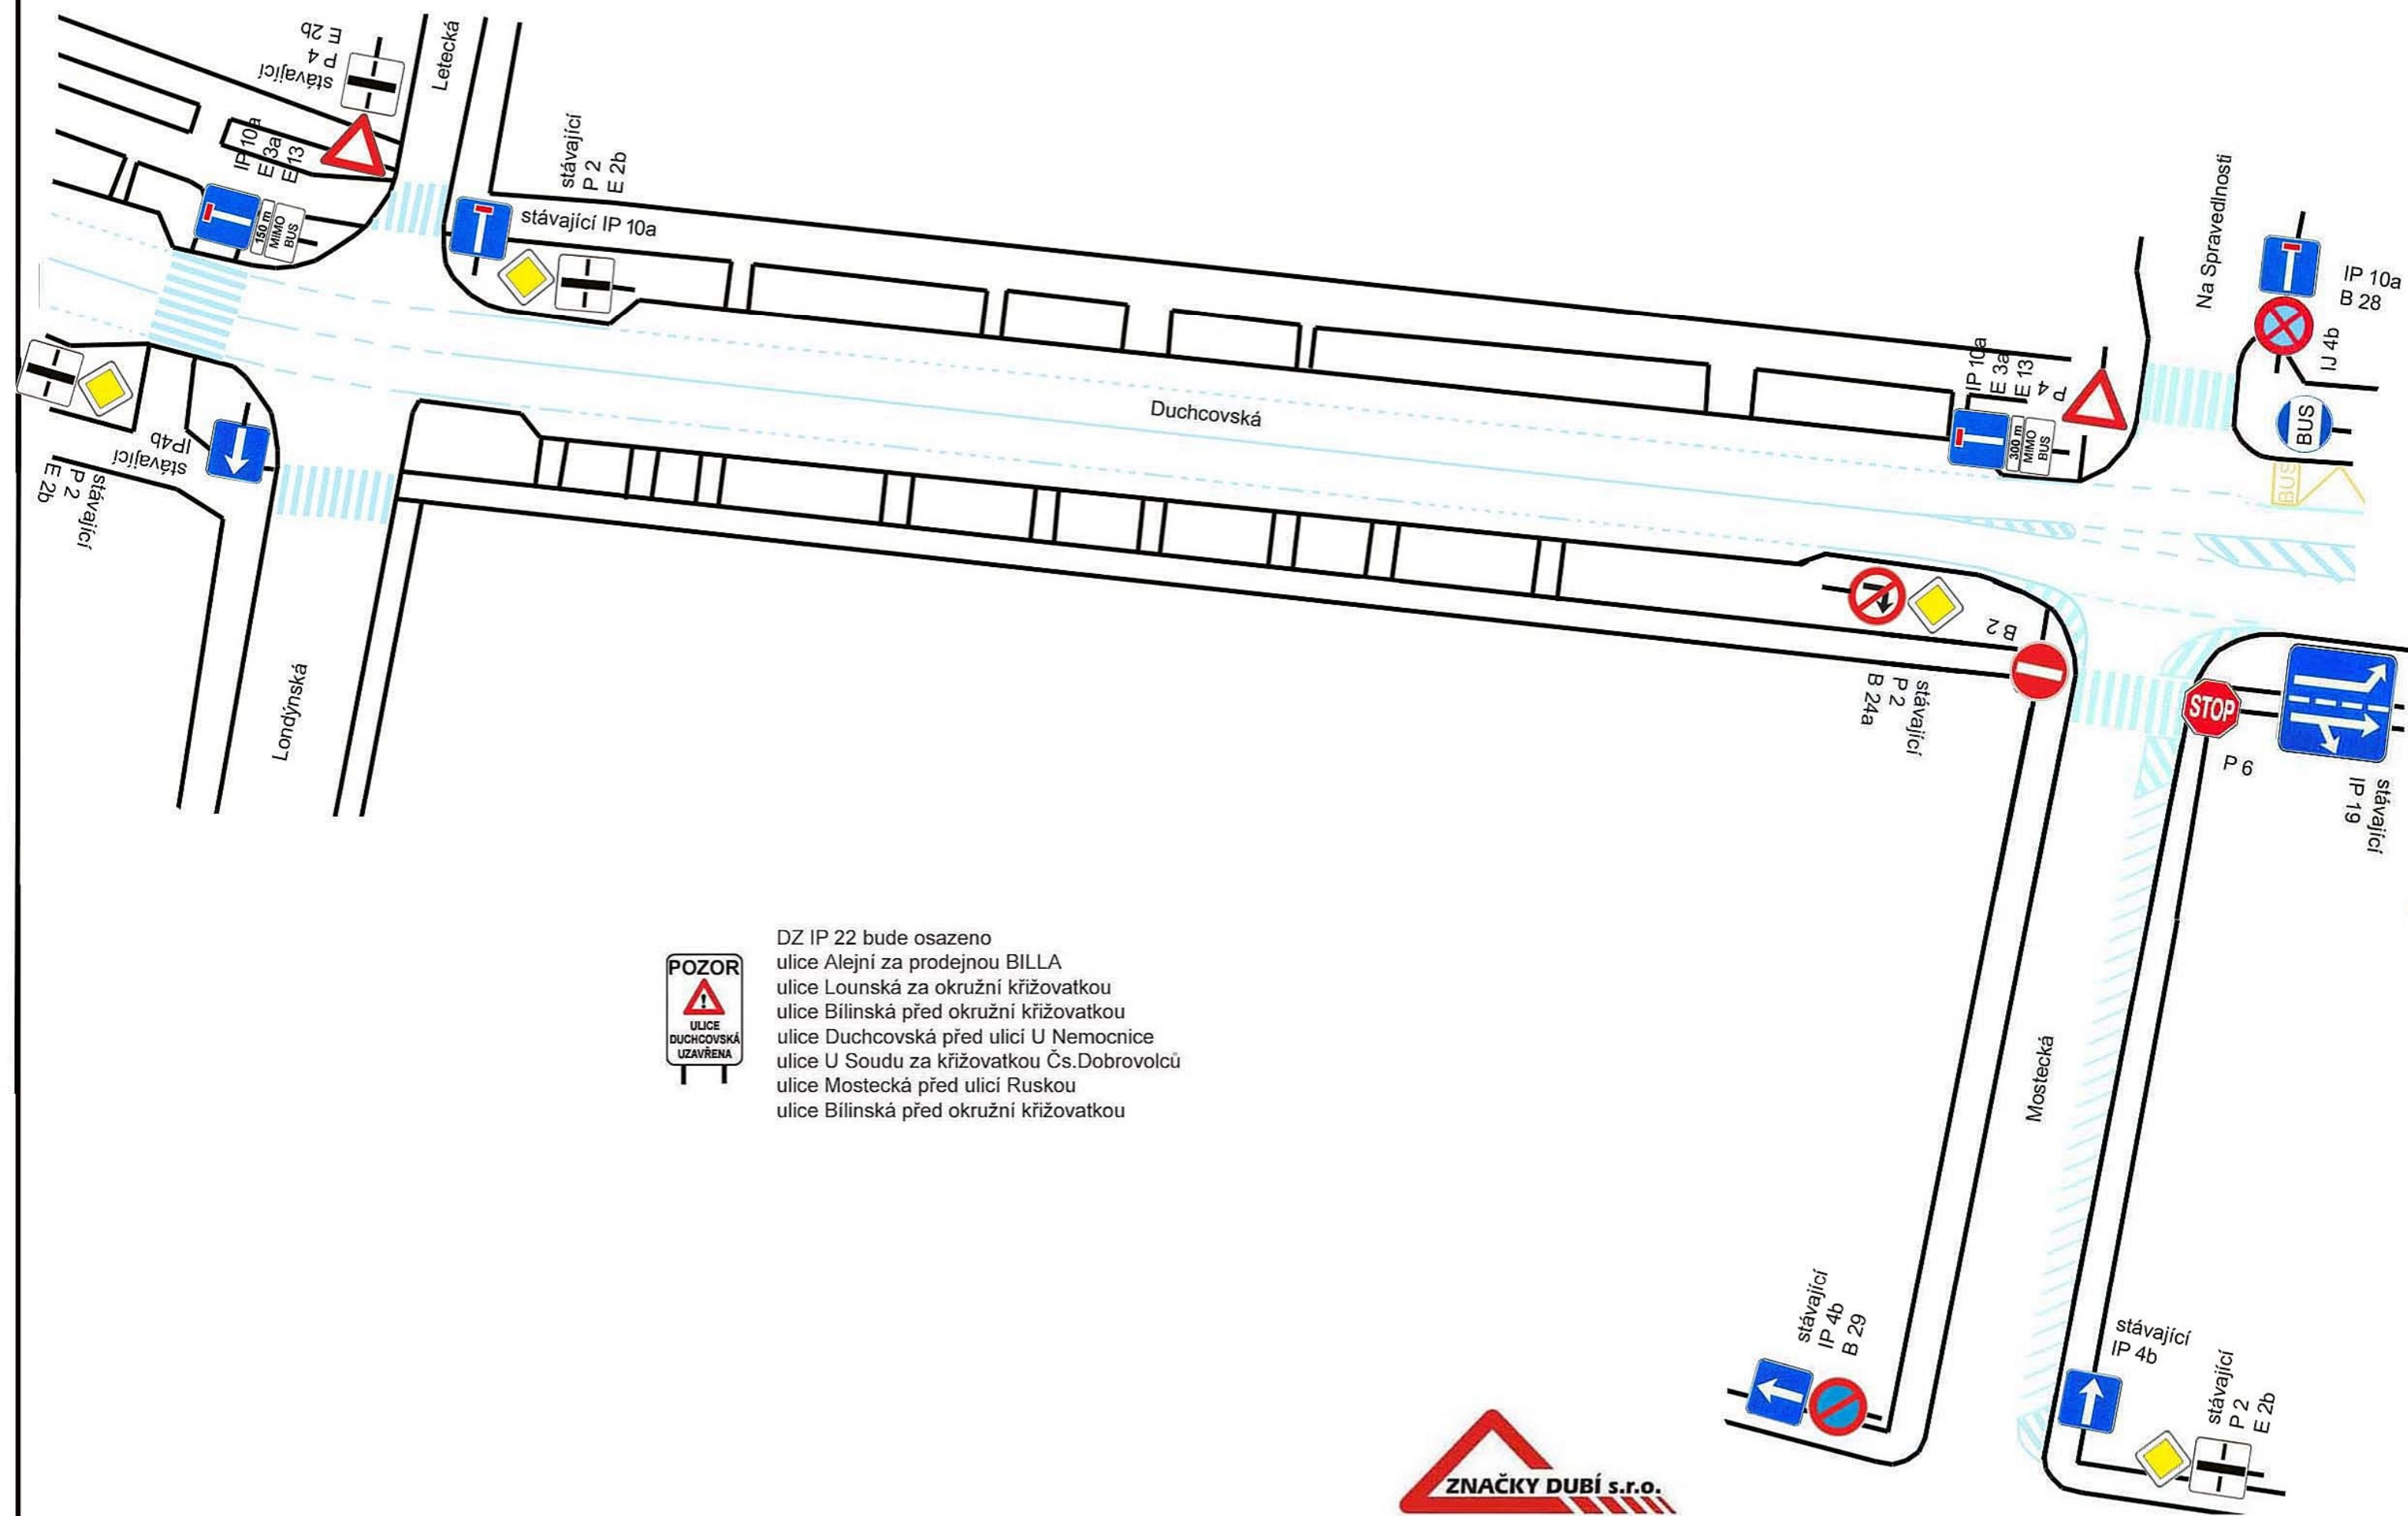 stávající
P 4
E 2b
Letecká
IP 10a
E 3a
E 13
150 m
MIMO
BUS
stávající
P 2
E 2b
stávající IP 10a
Na Spravedlnosti
IP 10a
B 28
IJ 4b
BUS
BUS
IP 10a
E 3a
E 13
P 4
300 m
MIMO
BUS
Duchcovská
stávající
IP4b
stávající
P 2
E 2b
Londýnská
B 2
stávající
P 2
B 24a
STOP
P 6
stávající
IP 19
DZ IP 22 bude osazeno
ulice Alejní za prodejnou BILLA
ulice Lounská za okružní křižovatkou
ulice Bílinská před okružní křižovatkou
ulice Duchcovská před ulicí U Nemocnice
ulice U Soudu za křižovatkou Čs.Dobrovolců
ulice Mostecká před ulicí Ruskou
ulice Bílinská před okružní křižovatkou
POZOR
!
ULICE
DUCHCOVSKÁ
UZAVŘENA
Mostecká
stávající
IP 4b
B 29
stávající
IP 4b
stávající
P 2
E 2b
ZNAČKY DUBÍ s.r.o.